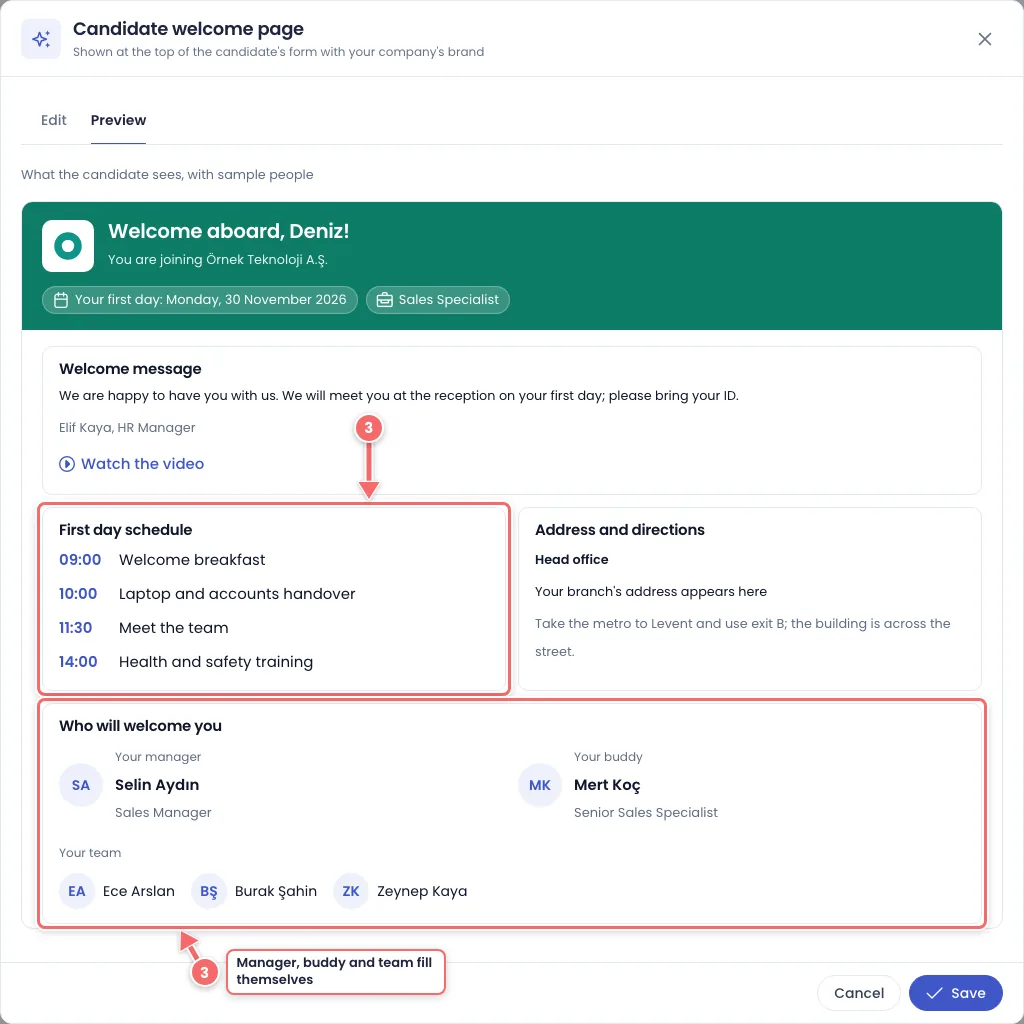 Candidate welcome page
Shown at the top of the candidate's form with your company's brand
Edit
Preview
What the candidate sees, with sample people
Welcome aboard, Deniz!
You are joining Örnek Teknoloji A.Ş.
Your first day: Monday, 30 November 2026
Sales Specialist
Welcome message
We are happy to have you with us. We will meet you at the reception on your first day; please bring your ID.
Elif Kaya, HR Manager
3
Watch the video
First day schedule
09:00 Welcome breakfast
10:00 Laptop and accounts handover
11:30 Meet the team
14:00 Health and safety training
Address and directions
Head office
Your branch's address appears here
Take the metro to Levent and use exit B; the building is across the
street.
Who will welcome you
Your manager
SA
Selin Aydın
Sales Manager
Your buddy
MK
Mert Koç
Senior Sales Specialist
Your team
EA Ece Arslan
BŞ Burak Şahin
ZK Zeynep Kaya
3
Manager, buddy and team fill
themselves
Cancel
Save